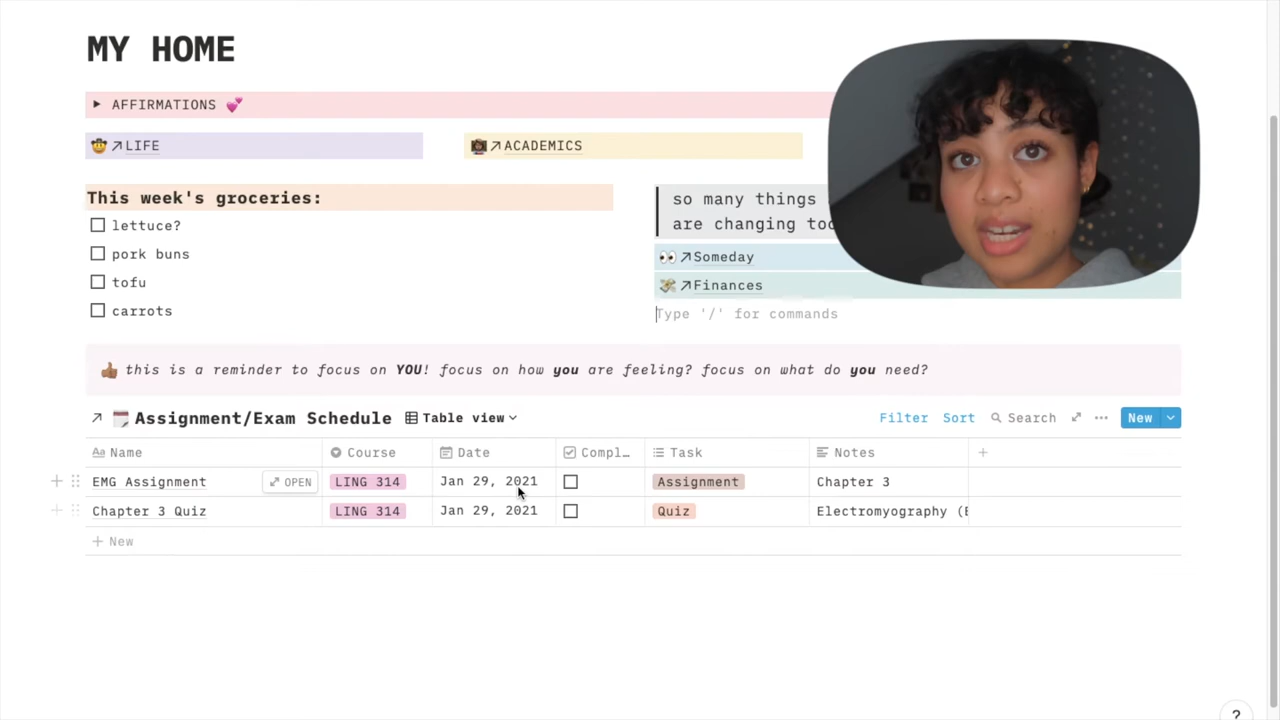 MY HOME
AFFIRMATIONS 💕
LIFE
ACADEMICS
This week's groceries:
lettuce?
pork buns
tofu
carrots
so many things
are changing too
Someday
Finances
Type '/' for commands
this is a reminder to focus on YOU! focus on how you are feeling? focus on what do you need?
Assignment/Exam Schedule Table view Filter Sort Search ··· New
Aa Name Course Date Compl… Task Notes +
EMG Assignment OPEN LING 314 Jan 29, 2021 Assignment Chapter 3
Chapter 3 Quiz LING 314 Jan 29, 2021 Quiz Electromyography (
+ New
?